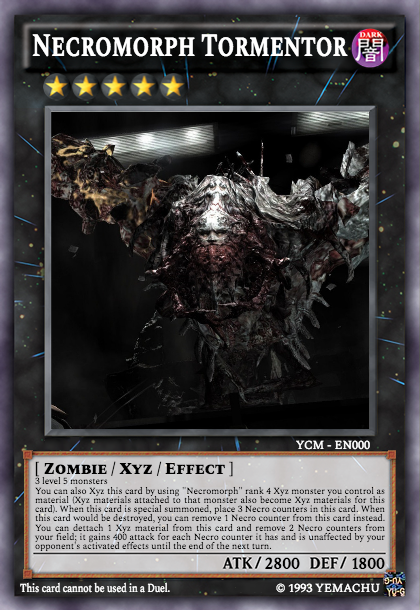 NECROMORPH TORMENTOR
DARK
闇
YCM - EN000
[ ZOMBIE / XYZ / EFFECT ]
3 level 5 monsters
You can also Xyz this card by using "Necromorph" rank 4 Xyz monster you control as
material (Xyz materials attached to that monster also become Xyz materials for this
card). When this card is special summoned, place 3 Necro counters in this card. When
this card would be destroyed, you can remove 1 Necro counter from this card instead.
You can dettach 1 Xyz material from this card and remove 2 Necro counters from
your field; it gains 400 attack for each Necro counter it has and is unaffected by your
opponent's activated effects until the end of the next turn.
ATK / 2800 DEF / 1800
This card cannot be used in a Duel.
© 1993 YEMACHU